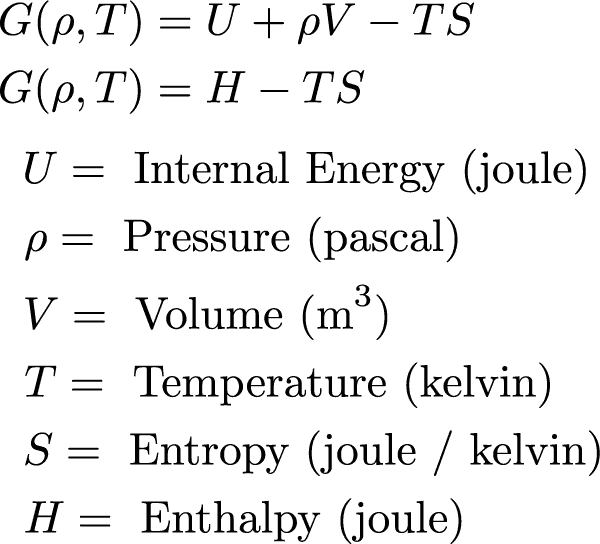 G(ρ, T) = U + ρV − TS
G(ρ, T) = H − TS
U = Internal Energy (joule)
ρ = Pressure (pascal)
V = Volume (m³)
T = Temperature (kelvin)
S = Entropy (joule / kelvin)
H = Enthalpy (joule)